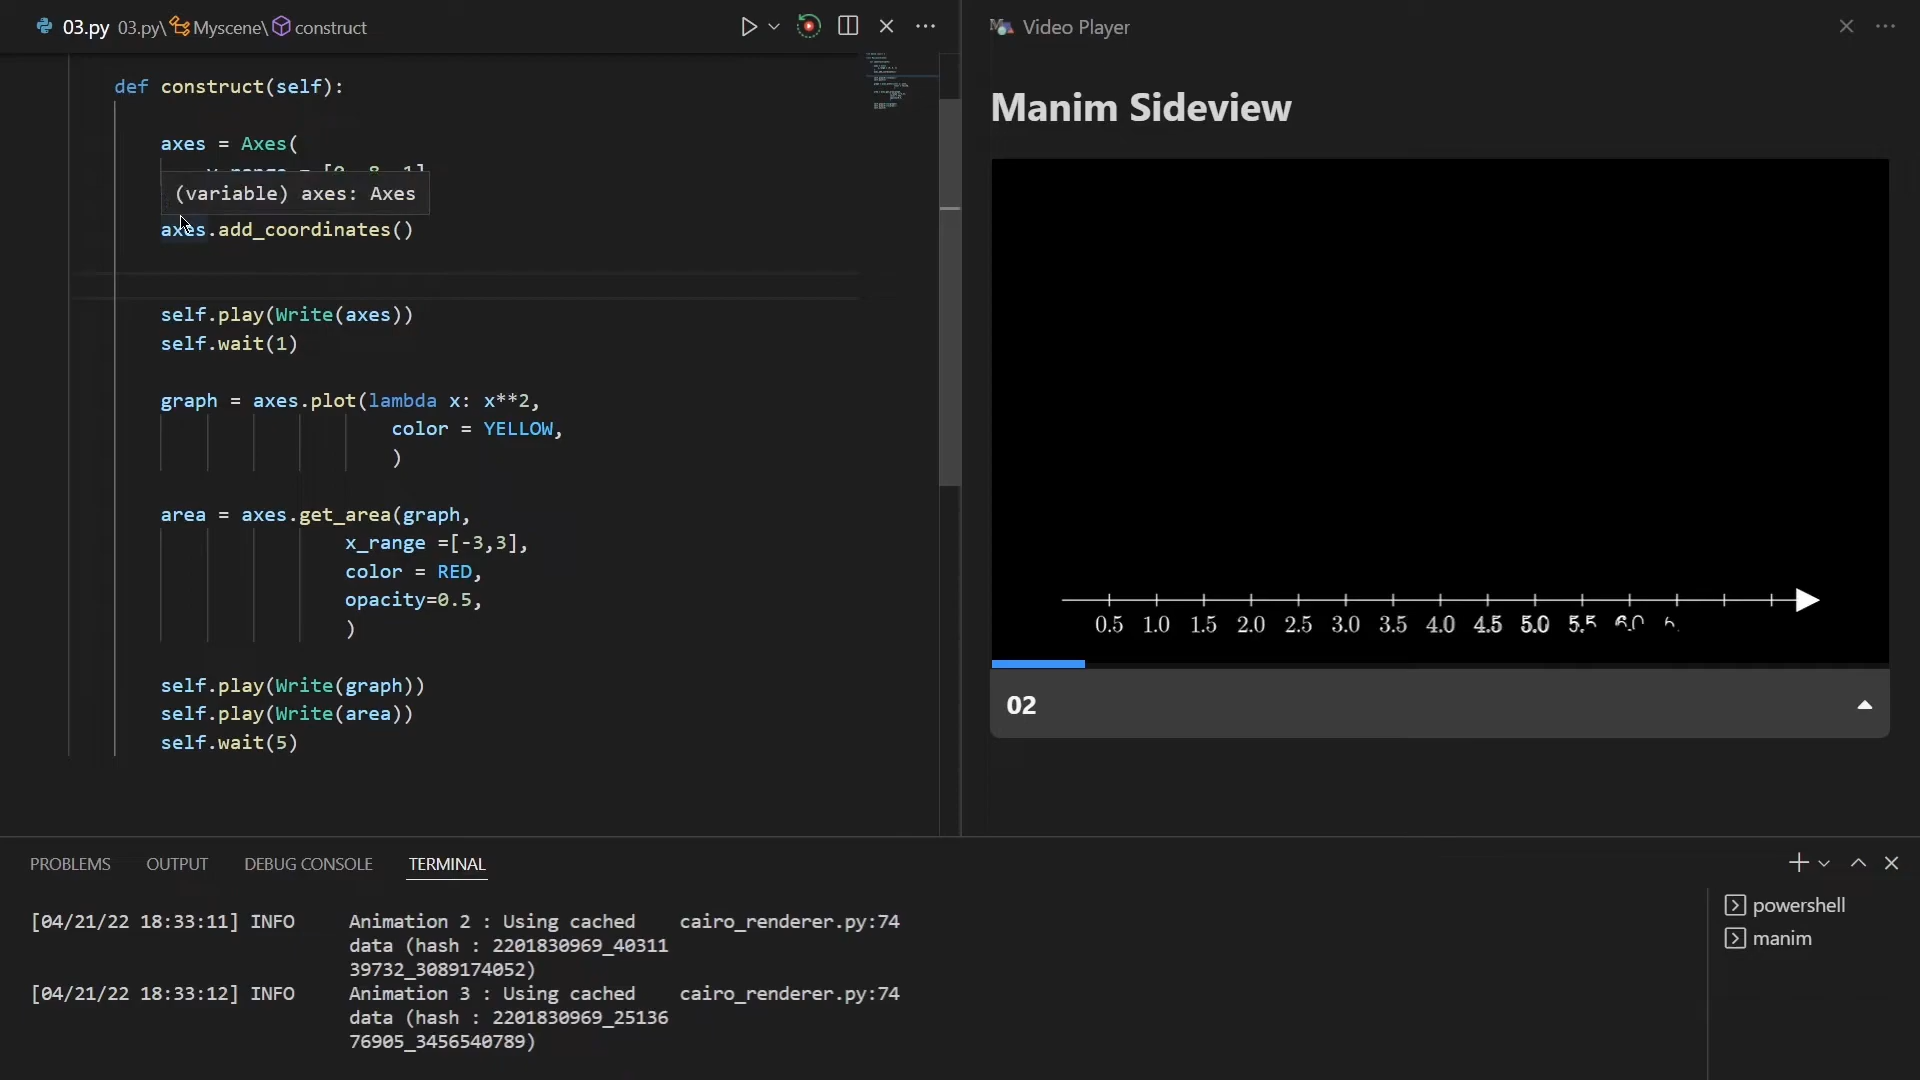 03.py 03.py\Myscene\construct
Video Player
def construct(self):
Manim Sideview
axes = Axes(
(variable) axes: Axes
axes.add_coordinates()
self.play(Write(axes))
self.wait(1)
graph = axes.plot(lambda x: x**2,
color = YELLOW,
)
area = axes.get_area(graph,
x_range =[-3,3],
color = RED,
opacity=0.5,
)
self.play(Write(graph))
self.play(Write(area))
self.wait(5)
0.5 1.0 1.5 2.0 2.5 3.0 3.5 4.0 4.5 5.0 5.5 6.0
02
PROBLEMS OUTPUT DEBUG CONSOLE TERMINAL
[04/21/22 18:33:11] INFO Animation 2 : Using cached cairo_renderer.py:74
data (hash : 2201830969_40311
39732_3089174052)
[04/21/22 18:33:12] INFO Animation 3 : Using cached cairo_renderer.py:74
data (hash : 2201830969_25136
76905_3456540789)
powershell
manim